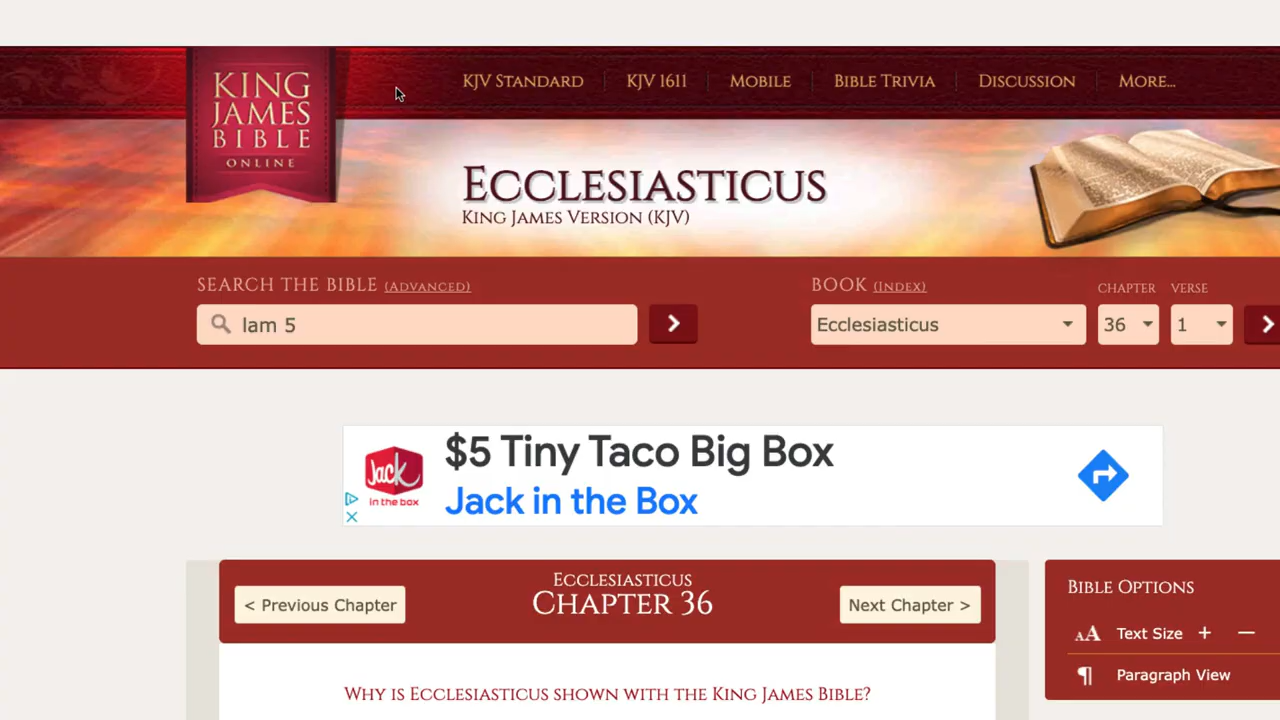 KING
JAMES
BIBLE
ONLINE
KJV STANDARD
KJV 1611
MOBILE
BIBLE TRIVIA
DISCUSSION
MORE...
ECCLESIASTICUS
KING JAMES VERSION (KJV)
SEARCH THE BIBLE (ADVANCED)
lam 5
BOOK (INDEX)
Ecclesiasticus
CHAPTER
36
VERSE
1
Jack
in the box
$5 Tiny Taco Big Box
Jack in the Box
< Previous Chapter
ECCLESIASTICUS
CHAPTER 36
Next Chapter >
WHY IS ECCLESIASTICUS SHOWN WITH THE KING JAMES BIBLE?
BIBLE OPTIONS
AA Text Size + —
¶ Paragraph View